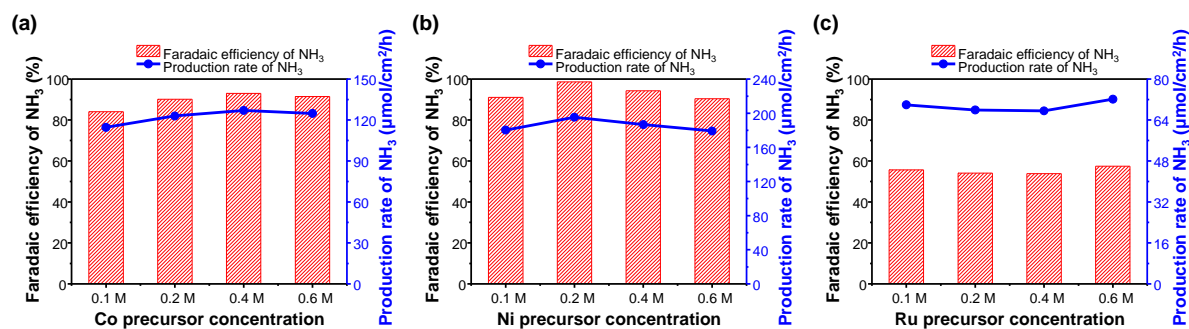 (a)
Faradaic efficiency of NH3
Production rate of NH3
Faradaic efficiency of NH3 (%)
100
80
60
40
20
0
150
120
90
60
30
0
Production rate of NH3 (μmol/cm2/h)
0.1 M 0.2 M 0.4 M 0.6 M
Co precursor concentration
(b)
Faradaic efficiency of NH3
Production rate of NH3
Faradaic efficiency of NH3 (%)
100
80
60
40
20
0
240
200
160
120
80
40
0
Production rate of NH3 (μmol/cm2/h)
0.1 M 0.2 M 0.4 M 0.6 M
Ni precursor concentration
(c)
Faradaic efficiency of NH3
Production rate of NH3
Faradaic efficiency of NH3 (%)
100
80
60
40
20
0
80
64
48
32
16
0
Production rate of NH3 (μmol/cm2/h)
0.1 M 0.2 M 0.4 M 0.6 M
Ru precursor concentration